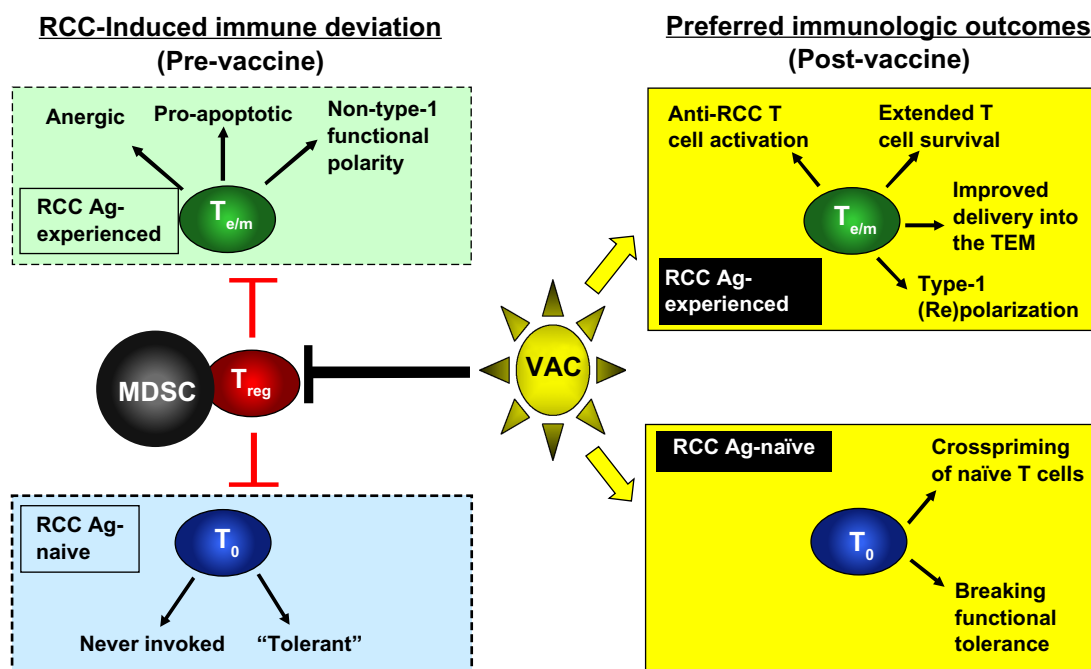 RCC-Induced immune deviation
(Pre-vaccine)
Anergic
Pro-apoptotic
Non-type-1
functional
polarity
RCC Ag-
experienced
Te/m
MDSC
Treg
RCC Ag-
naive
T0
Never invoked
“Tolerant”
VAC
Preferred immunologic outcomes
(Post-vaccine)
Anti-RCC T
cell activation
Extended T
cell survival
Te/m
Improved
delivery into
the TEM
RCC Ag-
experienced
Type-1
(Re)polarization
RCC Ag-naïve
Crosspriming
of naïve T cells
T0
Breaking
functional
tolerance